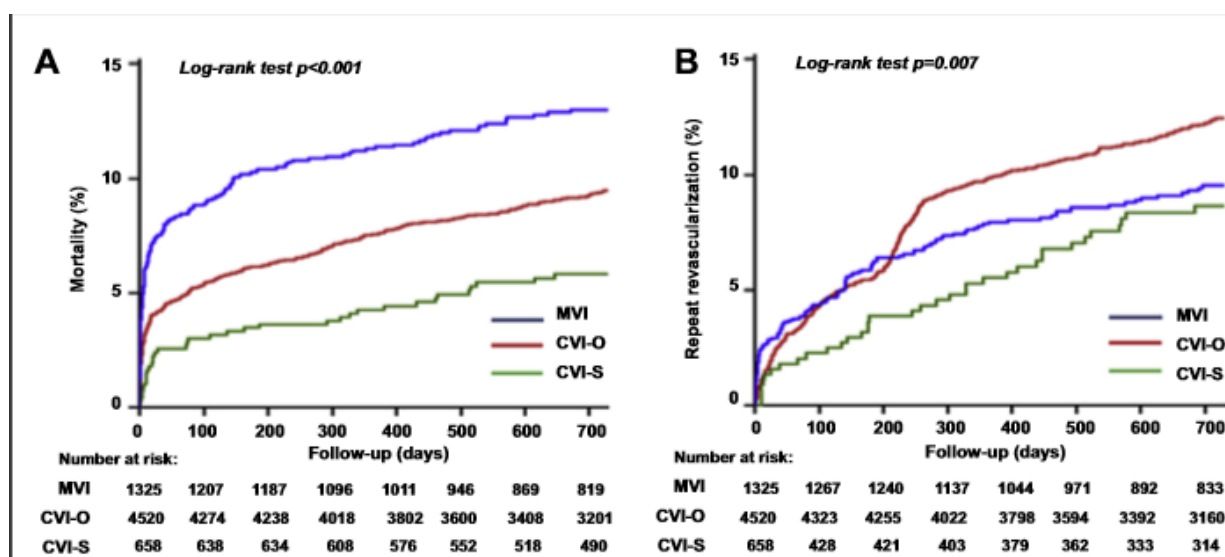 A
Log-rank test p<0.001
15
10
5
0
Mortality (%)
MVI
CVI-O
CVI-S
0 100 200 300 400 500 600 700
Follow-up (days)
Number at risk:
MVI 1325 1207 1187 1096 1011 946 869 819
CVI-O 4520 4274 4238 4018 3802 3600 3408 3201
CVI-S 658 638 634 608 576 552 518 490
B
Log-rank test p=0.007
15
10
5
0
Repeat revascularization (%)
MVI
CVI-O
CVI-S
0 100 200 300 400 500 600 700
Follow-up (days)
Number at risk:
MVI 1325 1267 1240 1137 1044 971 892 833
CVI-O 4520 4323 4255 4022 3798 3594 3392 3160
CVI-S 658 428 421 403 379 362 333 314